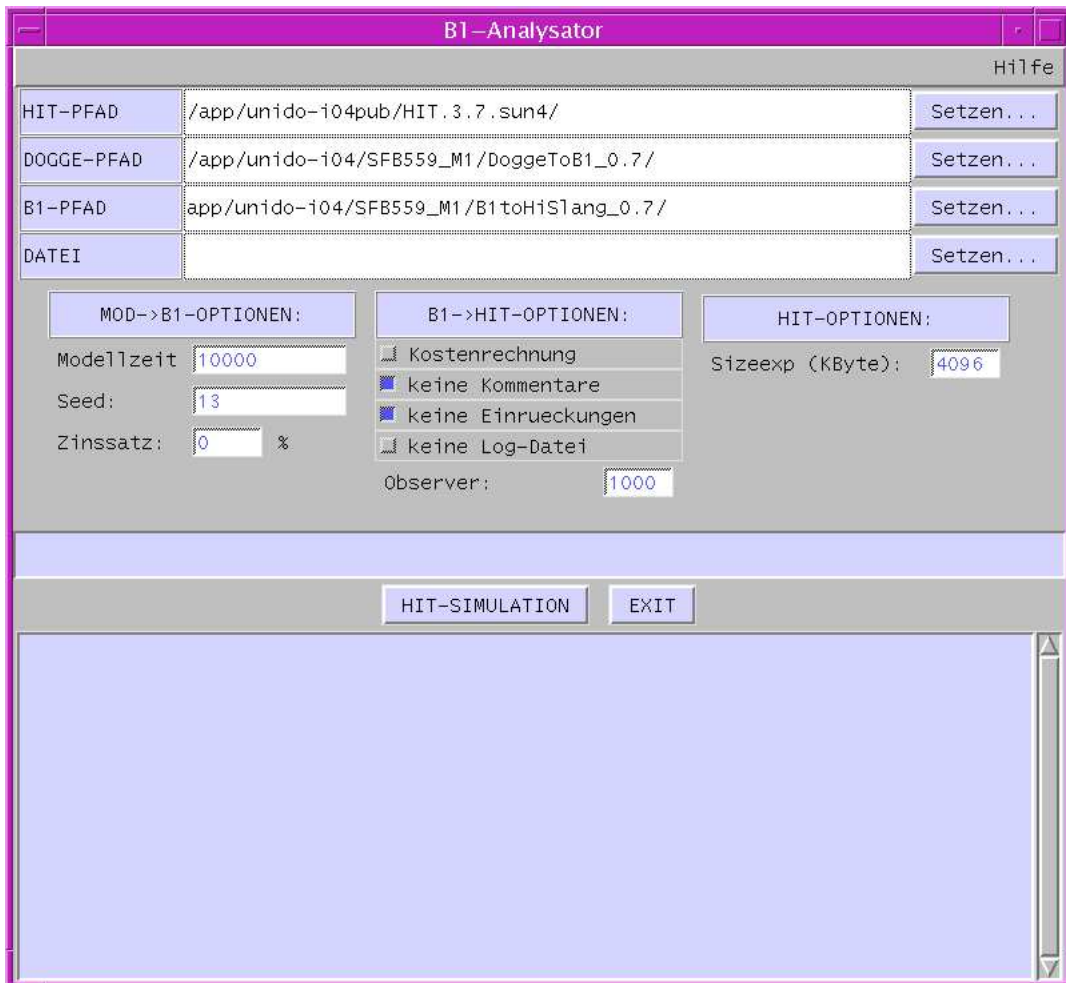 B1-Analysator
Hilfe
HIT-PFAD /app/unido-i04pub/HIT.3.7.sun4/ Setzen...
DOGGE-PFAD /app/unido-i04/SFB559_M1/DoggeToB1_0.7/ Setzen...
B1-PFAD app/unido-i04/SFB559_M1/B1toHiSlang_0.7/ Setzen...
DATEI Setzen...
MOD->B1-OPTIONEN: B1->HIT-OPTIONEN: HIT-OPTIONEN:
Modellzeit 10000 Kostenrechnung Sizeexp (KByte): 4096
keine Kommentare
Seed: 13 keine Einrueckungen
Zinssatz: 0 % keine Log-Datei
Observer: 1000
HIT-SIMULATION EXIT